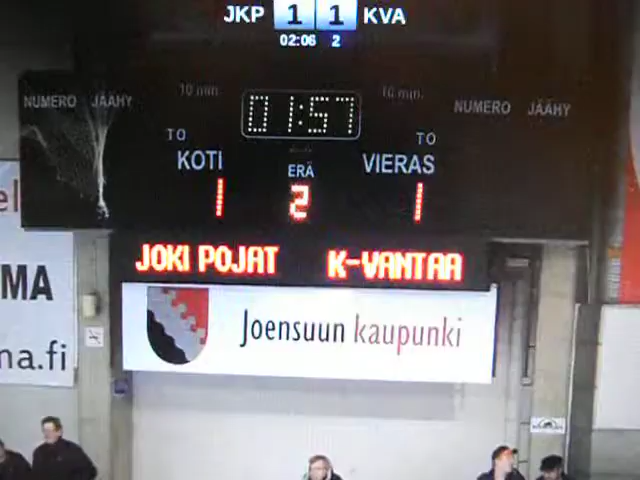 JKP 1 1 KVA
02:06 2
10 min. 10 min.
NUMERO JÄÄHY 01:57 NUMERO JÄÄHY
TO TO
KOTI ERÄ VIERAS
1 2 1
JOKI POJAT K-VANTAA
Joensuun kaupunki
MA
na.fi